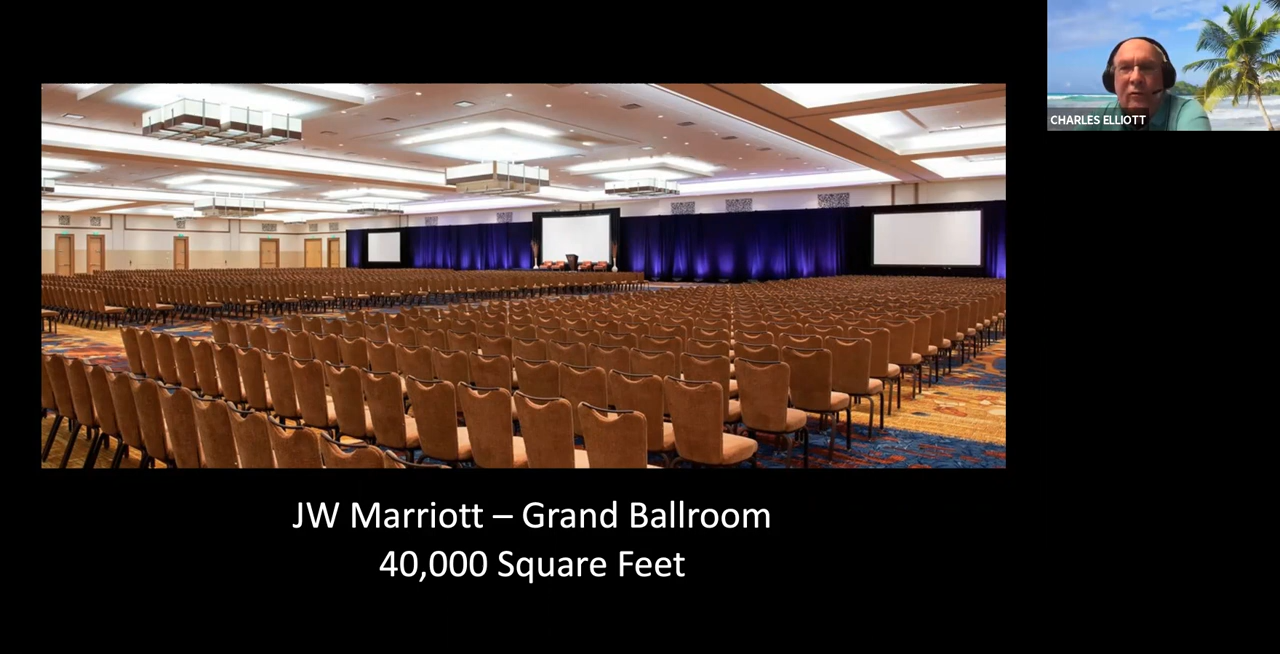 CHARLES ELLIOTT
JW Marriott – Grand Ballroom
40,000 Square Feet